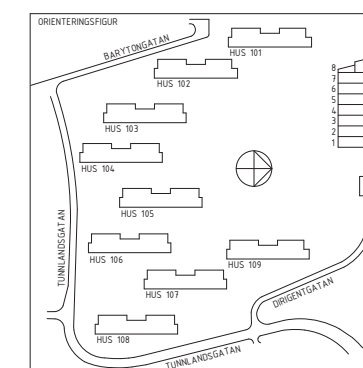 ORIENTERINGSFIGUR
BARYTONGATAN
HUS 101
HUS 102
HUS 103
HUS 104
HUS 105
HUS 106
HUS 107
HUS 108
HUS 109
TUNNLANDSGATAN
TUNNLANDSGATAN
DIRIGENTGATAN
8
7
6
5
4
3
2
1